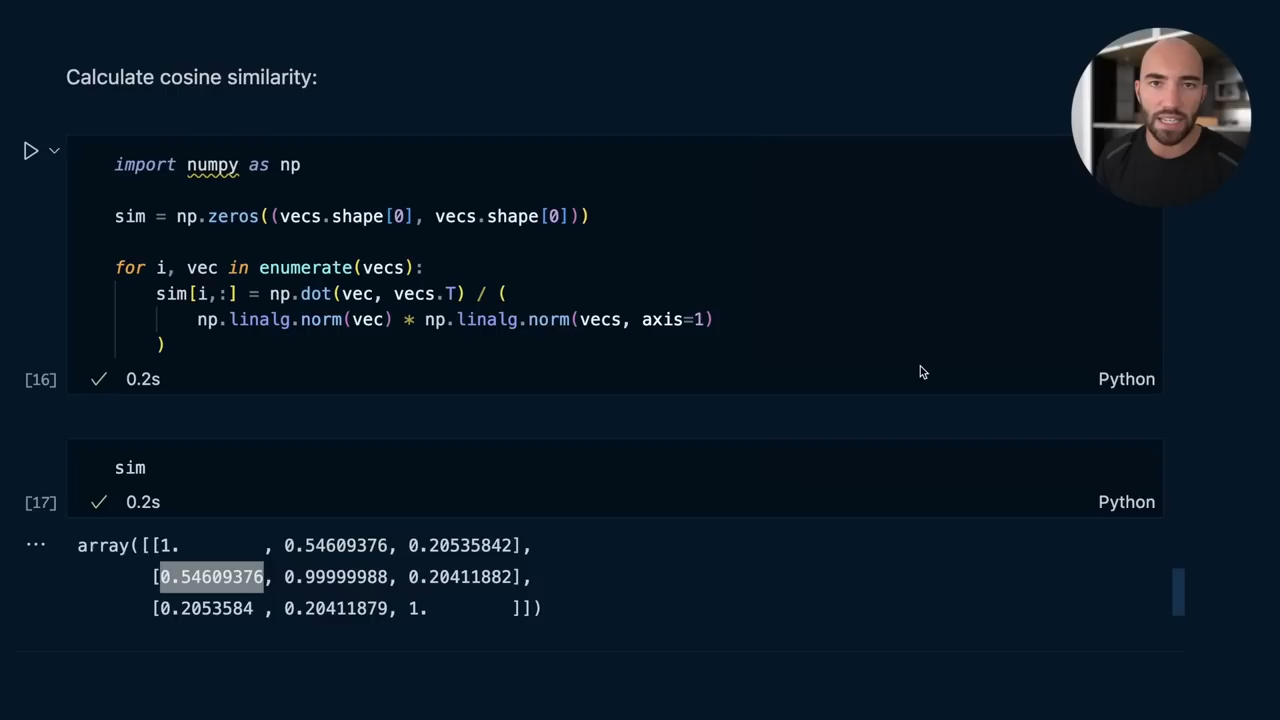 Calculate cosine similarity:
import numpy as np
sim = np.zeros((vecs.shape[0], vecs.shape[0]))
for i, vec in enumerate(vecs):
    sim[i,:] = np.dot(vec, vecs.T) / (
        np.linalg.norm(vec) * np.linalg.norm(vecs, axis=1)
    )
[16] 0.2s Python
sim
[17] 0.2s Python
... array([[1.        , 0.54609376, 0.20535842],
       [0.54609376, 0.99999988, 0.20411882],
       [0.2053584 , 0.20411879, 1.        ]])